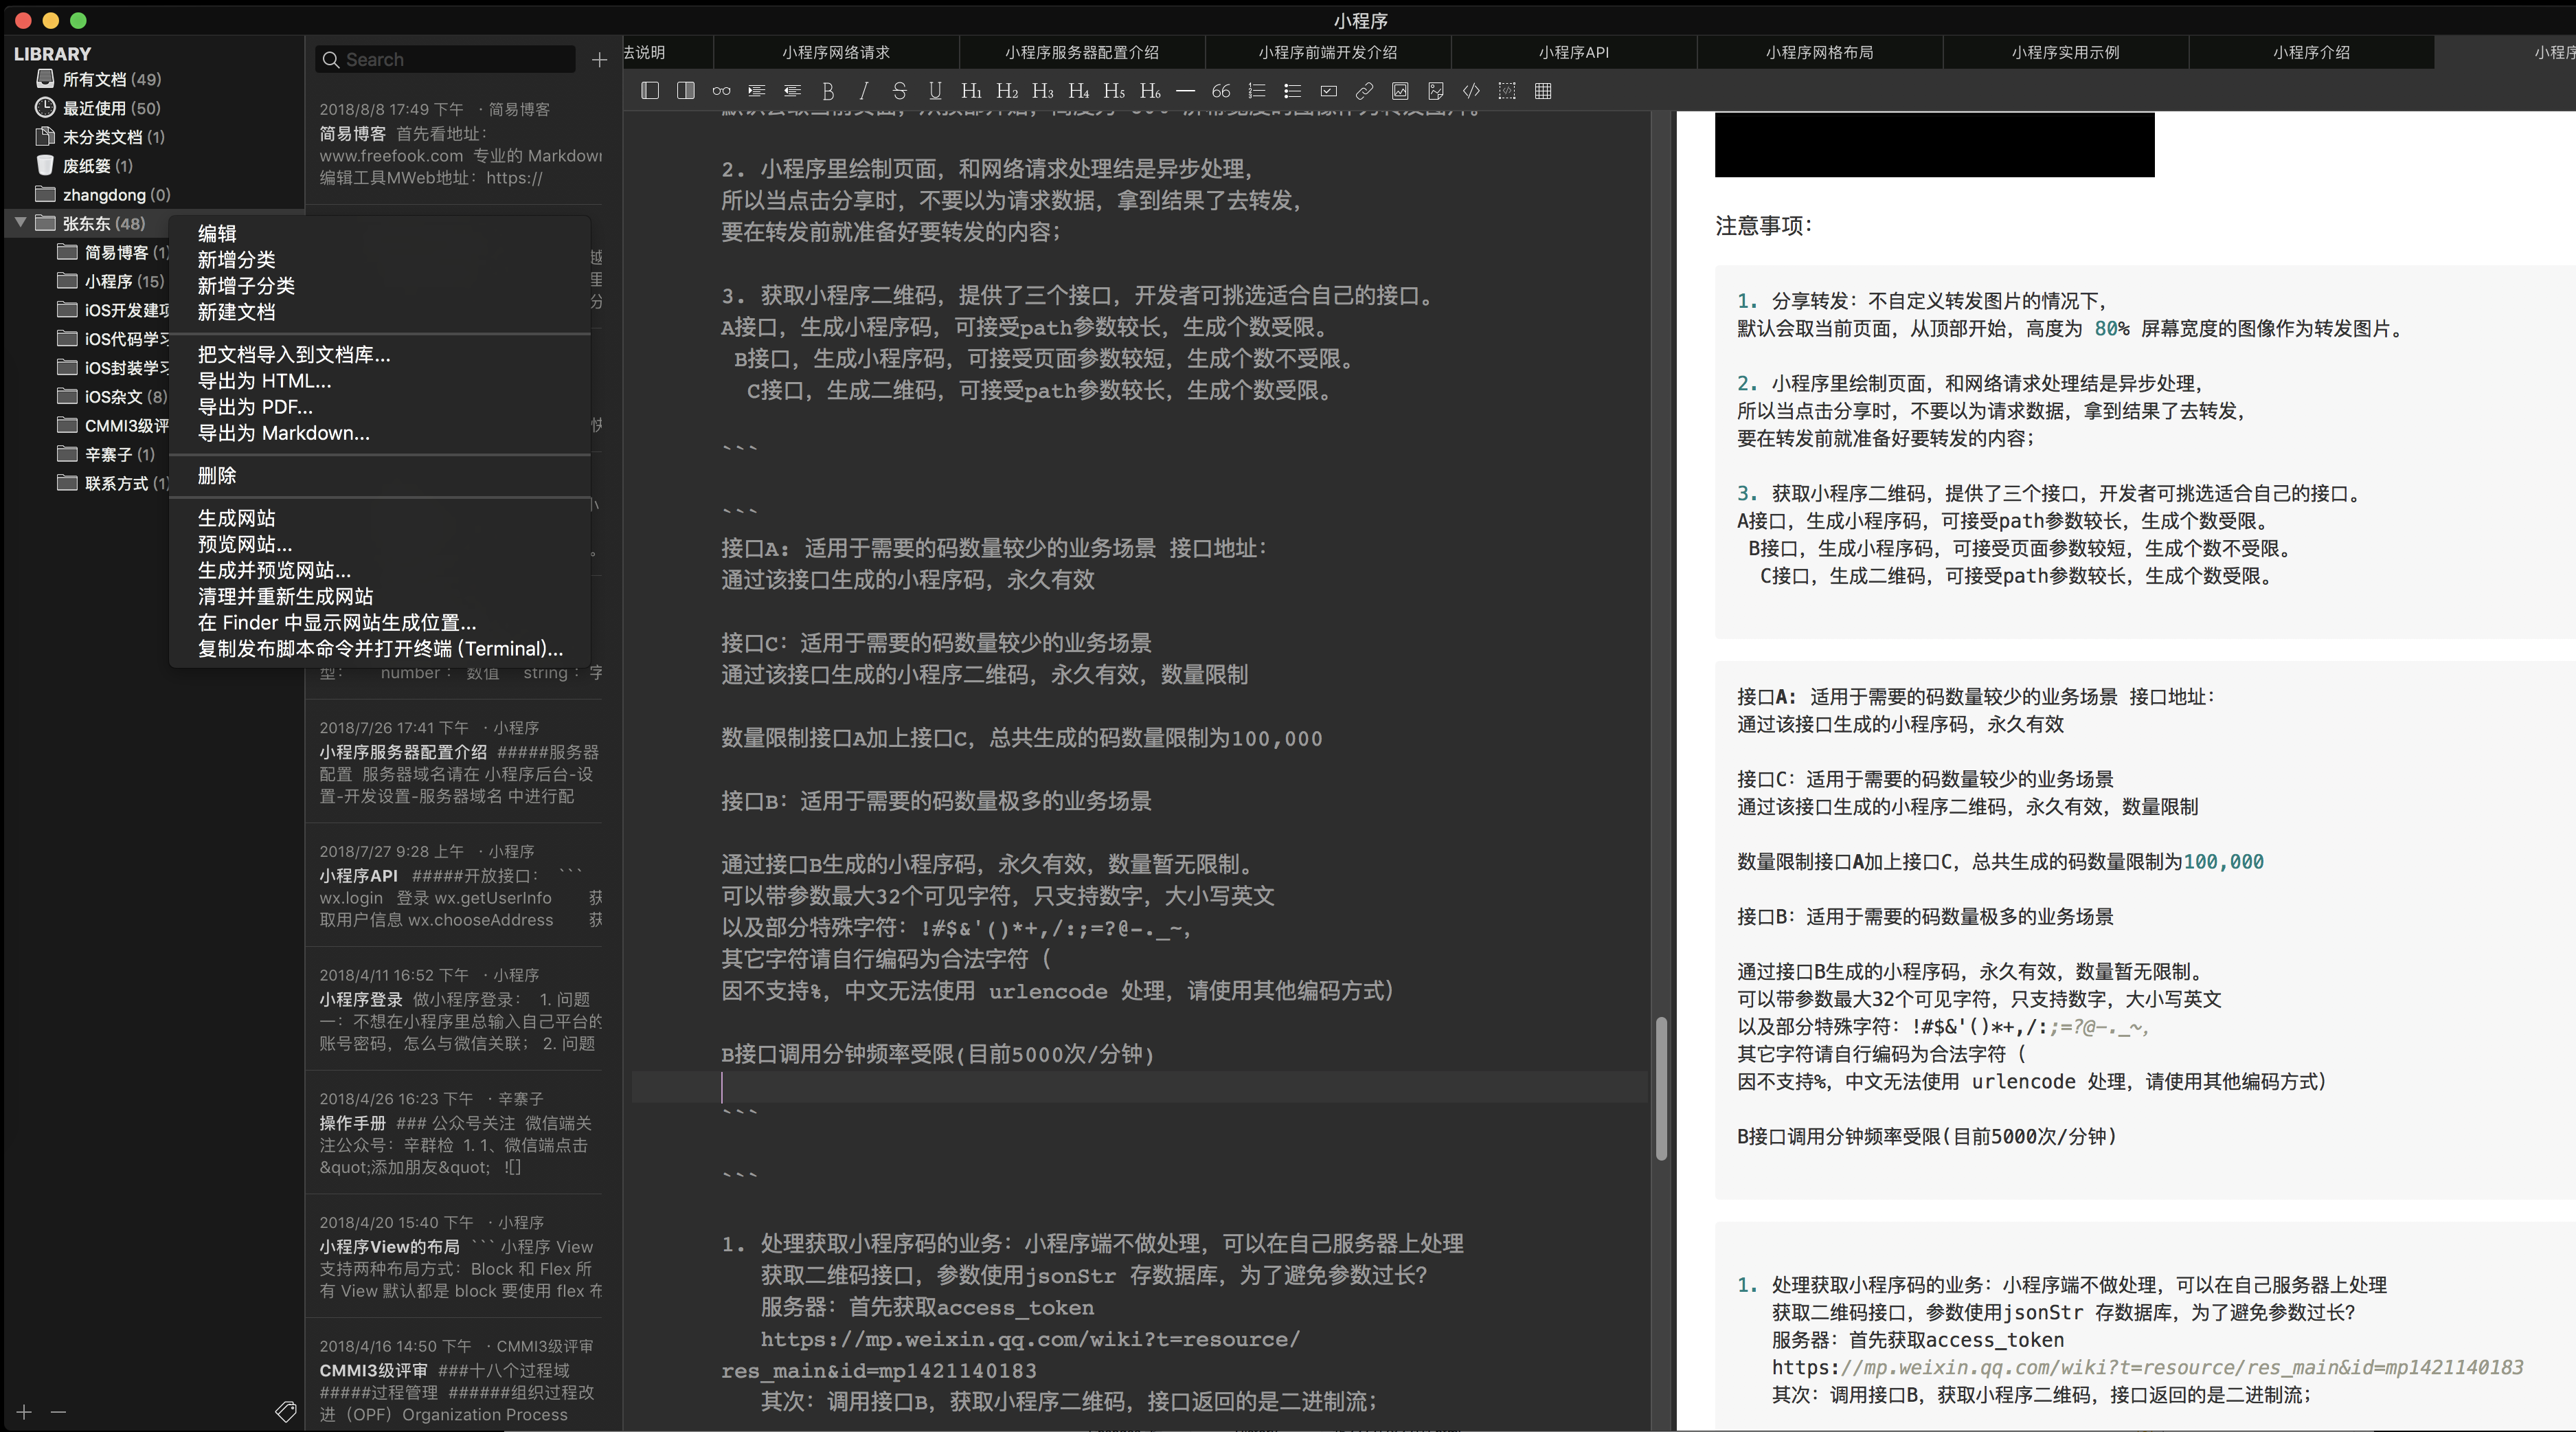 小程序
LIBRARY
所有文档 (49)
最近使用 (50)
未分类文档 (1)
废纸篓 (1)
zhangdong (0)
张东东 (48)
简易博客 (1)
小程序 (15)
iOS开发建项
iOS代码学习
iOS封装学习
iOS杂文 (8)
CMMI3级评
辛寨子 (1)
联系方式 (1)
编辑
新增分类
新增子分类
新建文档
把文档导入到文档库...
导出为 HTML...
导出为 PDF...
导出为 Markdown...
删除
生成网站
预览网站...
生成并预览网站...
清理并重新生成网站
在 Finder 中显示网站生成位置...
复制发布脚本命令并打开终端 (Terminal)...
Search
2018/8/8 17:49 下午 · 简易博客
简易博客 首先看地址：
www.freefook.com 专业的 Markdown
编辑工具MWeb地址：https://
型： number： 数值 string：字
2018/7/26 17:41 下午 · 小程序
小程序服务器配置介绍 #####服务器
配置 服务器域名请在 小程序后台-设
置-开发设置-服务器域名 中进行配
2018/7/27 9:28 上午 · 小程序
小程序API #####开放接口： ```
wx.login 登录 wx.getUserInfo 获
取用户信息 wx.chooseAddress 获
2018/4/11 16:52 下午 · 小程序
小程序登录 做小程序登录： 1. 问题
一：不想在小程序里总输入自己平台的
账号密码，怎么与微信关联； 2. 问题
2018/4/26 16:23 下午 · 辛寨子
操作手册 ### 公众号关注 微信端关
注公众号：辛群检 1. 1、微信端点击
&quot;添加朋友&quot; ![]
2018/4/20 15:40 下午 · 小程序
小程序View的布局 ``` 小程序 View
支持两种布局方式：Block 和 Flex 所
有 View 默认都是 block 要使用 flex 布
2018/4/16 14:50 下午 · CMMI3级评审
CMMI3级评审 ###十八个过程域
#####过程管理 ######组织过程改
进（OPF）Organization Process
法说明
小程序网络请求
小程序服务器配置介绍
小程序前端开发介绍
小程序API
小程序网格布局
小程序实用示例
小程序介绍
小程序
B I S U H1 H2 H3 H4 H5 H6 — 66
默认会取当前页面，从顶部开始，高度为 80% 屏幕宽度的图像作为转发图片。
2. 小程序里绘制页面，和网络请求处理结是异步处理，
所以当点击分享时，不要以为请求数据，拿到结果了去转发，
要在转发前就准备好要转发的内容；
3. 获取小程序二维码，提供了三个接口，开发者可挑选适合自己的接口。
A接口，生成小程序码，可接受path参数较长，生成个数受限。
B接口，生成小程序码，可接受页面参数较短，生成个数不受限。
C接口，生成二维码，可接受path参数较长，生成个数受限。
```
```
接口A: 适用于需要的码数量较少的业务场景 接口地址：
通过该接口生成的小程序码，永久有效
接口C：适用于需要的码数量较少的业务场景
通过该接口生成的小程序二维码，永久有效，数量限制
数量限制接口A加上接口C，总共生成的码数量限制为100,000
接口B：适用于需要的码数量极多的业务场景
通过接口B生成的小程序码，永久有效，数量暂无限制。
可以带参数最大32个可见字符，只支持数字，大小写英文
以及部分特殊字符：!#$&'()*+,/:;=?@-._~，
其它字符请自行编码为合法字符（
因不支持%，中文无法使用 urlencode 处理，请使用其他编码方式）
B接口调用分钟频率受限(目前5000次/分钟)
```
```
1. 处理获取小程序码的业务：小程序端不做处理，可以在自己服务器上处理
获取二维码接口，参数使用jsonStr 存数据库，为了避免参数过长?
服务器：首先获取access_token
https://mp.weixin.qq.com/wiki?t=resource/
res_main&id=mp1421140183
其次：调用接口B，获取小程序二维码，接口返回的是二进制流；
注意事项：
1. 分享转发：不自定义转发图片的情况下，
默认会取当前页面，从顶部开始，高度为 80% 屏幕宽度的图像作为转发图片。
2. 小程序里绘制页面，和网络请求处理结是异步处理，
所以当点击分享时，不要以为请求数据，拿到结果了去转发，
要在转发前就准备好要转发的内容；
3. 获取小程序二维码，提供了三个接口，开发者可挑选适合自己的接口。
A接口，生成小程序码，可接受path参数较长，生成个数受限。
B接口，生成小程序码，可接受页面参数较短，生成个数不受限。
C接口，生成二维码，可接受path参数较长，生成个数受限。
接口A: 适用于需要的码数量较少的业务场景 接口地址：
通过该接口生成的小程序码，永久有效
接口C：适用于需要的码数量较少的业务场景
通过该接口生成的小程序二维码，永久有效，数量限制
数量限制接口A加上接口C，总共生成的码数量限制为100,000
接口B：适用于需要的码数量极多的业务场景
通过接口B生成的小程序码，永久有效，数量暂无限制。
可以带参数最大32个可见字符，只支持数字，大小写英文
以及部分特殊字符：!#$&'()*+,/:;=?@-._~，
其它字符请自行编码为合法字符（
因不支持%，中文无法使用 urlencode 处理，请使用其他编码方式）
B接口调用分钟频率受限(目前5000次/分钟)
1. 处理获取小程序码的业务：小程序端不做处理，可以在自己服务器上处理
获取二维码接口，参数使用jsonStr 存数据库，为了避免参数过长?
服务器：首先获取access_token
https://mp.weixin.qq.com/wiki?t=resource/res_main&id=mp1421140183
其次：调用接口B，获取小程序二维码，接口返回的是二进制流；